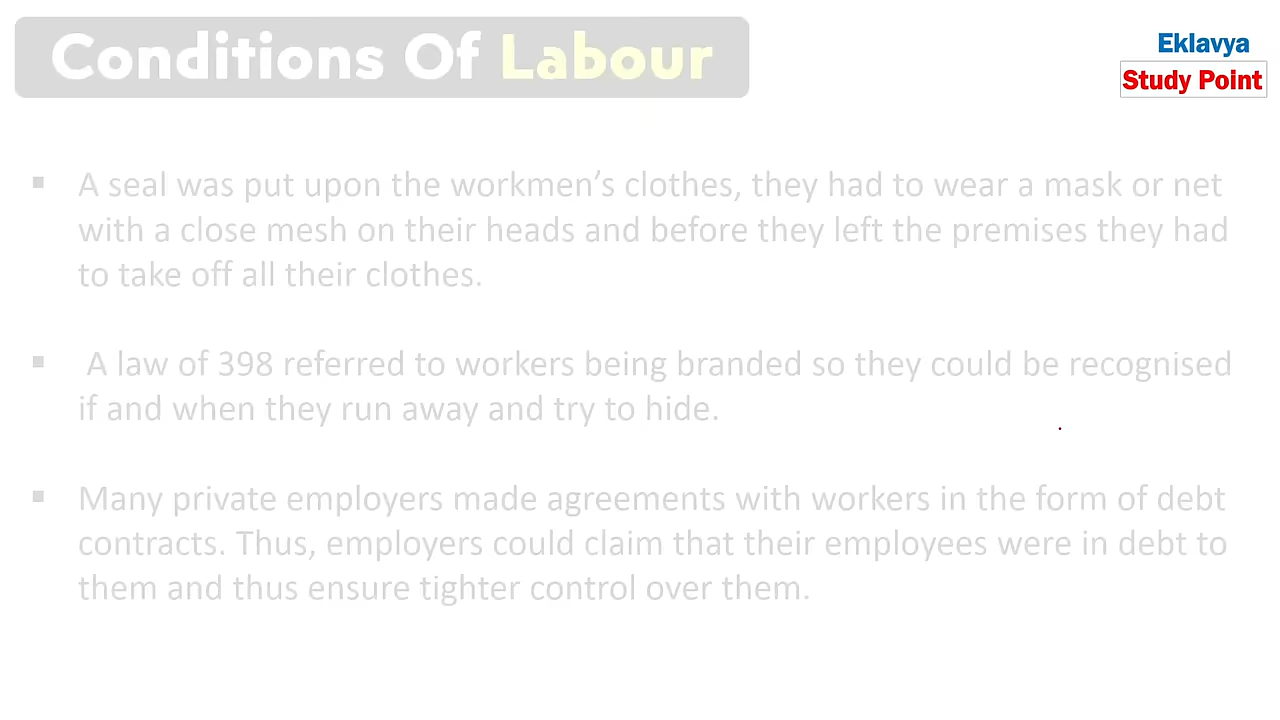 Conditions Of Labour
Eklavya
Study Point
▪ A seal was put upon the workmen’s clothes, they had to wear a mask or net
with a close mesh on their heads and before they left the premises they had
to take off all their clothes.
▪ A law of 398 referred to workers being branded so they could be recognised
if and when they run away and try to hide.
▪ Many private employers made agreements with workers in the form of debt
contracts. Thus, employers could claim that their employees were in debt to
them and thus ensure tighter control over them.